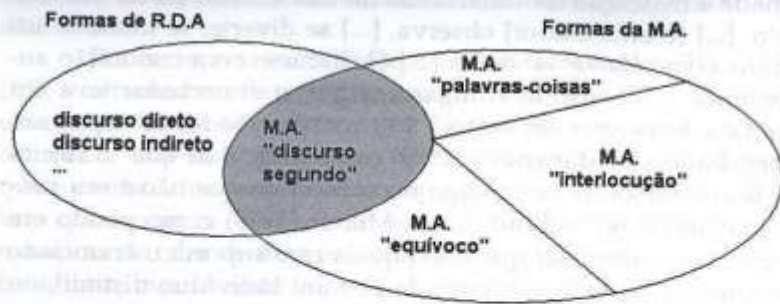 Formas de R.D.A
Formas da M.A.
M.A.
"palavras-coisas"
discurso direto
discurso indireto
...
M.A.
"discurso
segundo"
M.A.
"interlocução"
M.A.
"equívoco"